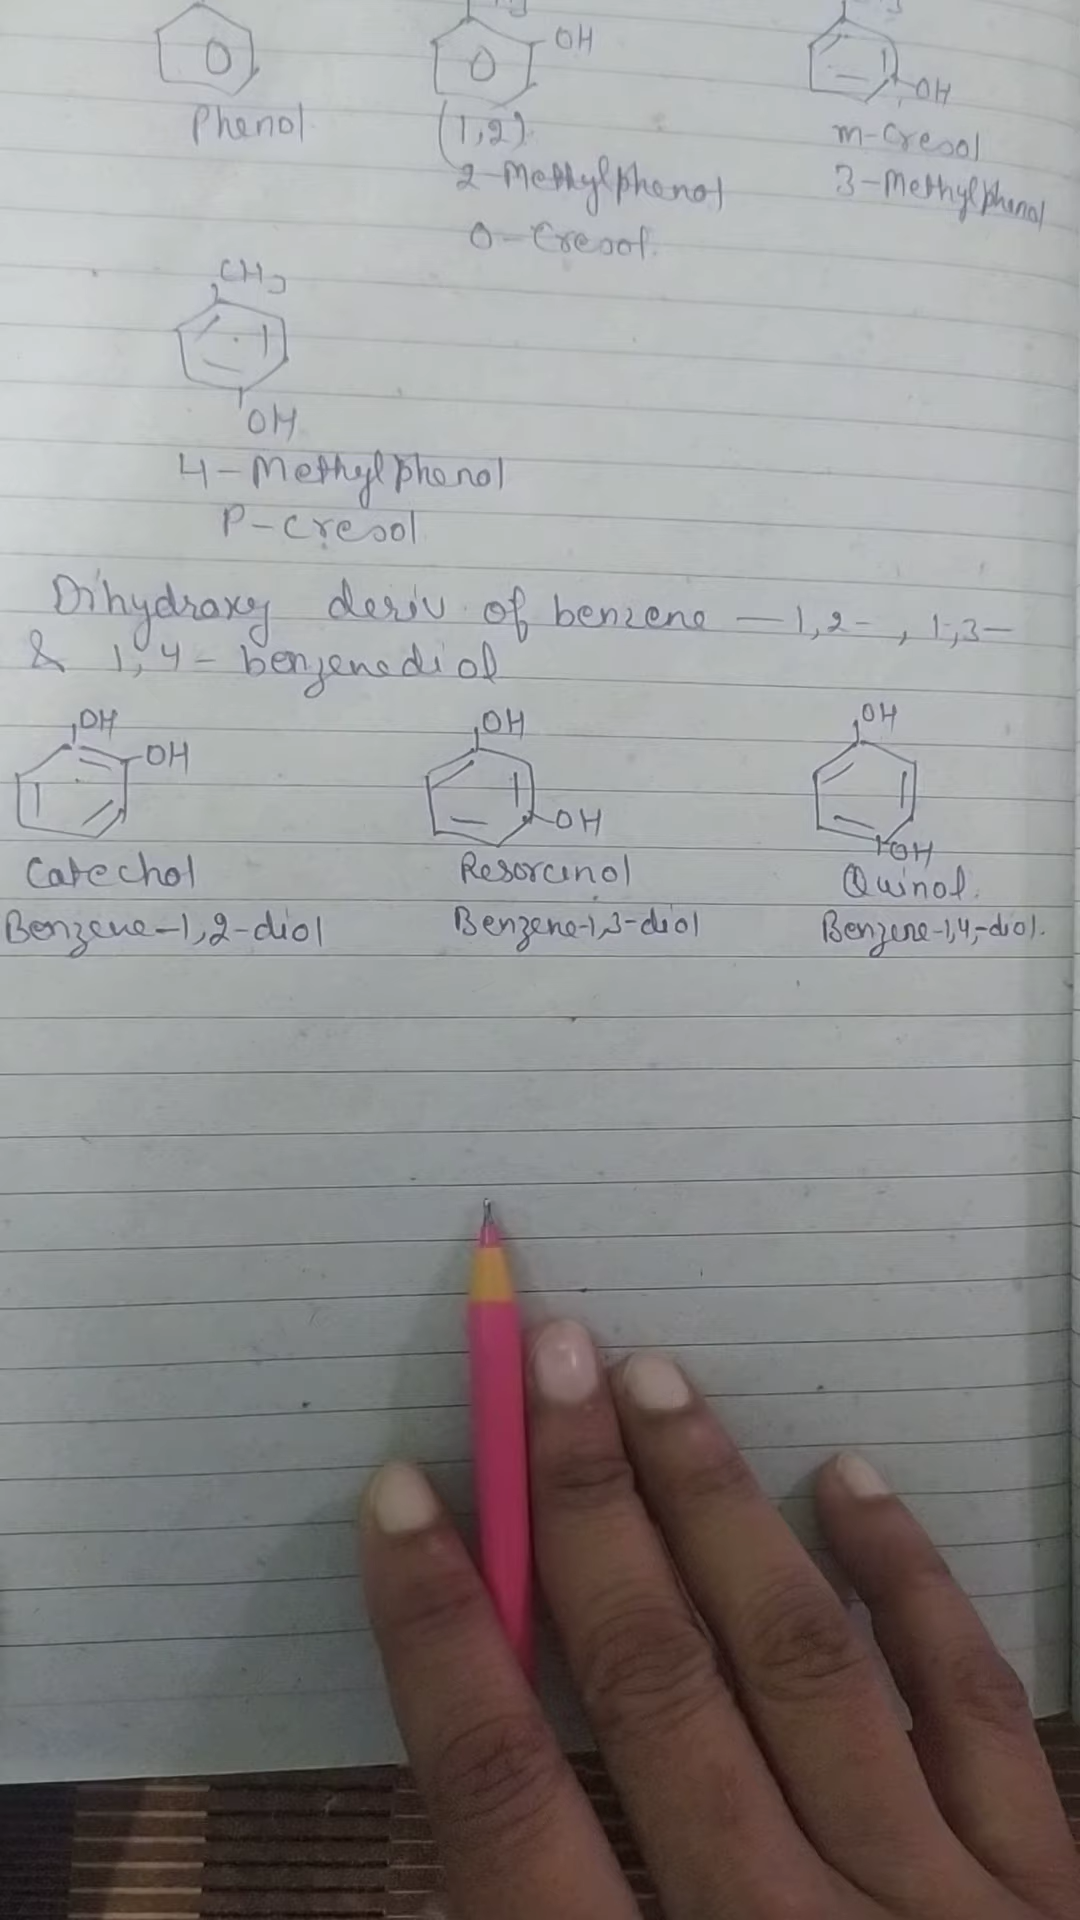 OH
Phenol
(1,2)
2-Methylphenol
O-Cresol.
OH
m-Cresol
3-Methylphenol
CH3
OH
4-Methylphenol
P-cresol
Dihydroxy deriv. of benzene — 1,2- , 1,3-
& 1,4- benzenediol
OH
OH
Catechol
Benzene-1,2-diol
OH
OH
Resorcinol
Benzene-1,3-diol
OH
OH
Quinol.
Benzene-1,4,-diol.